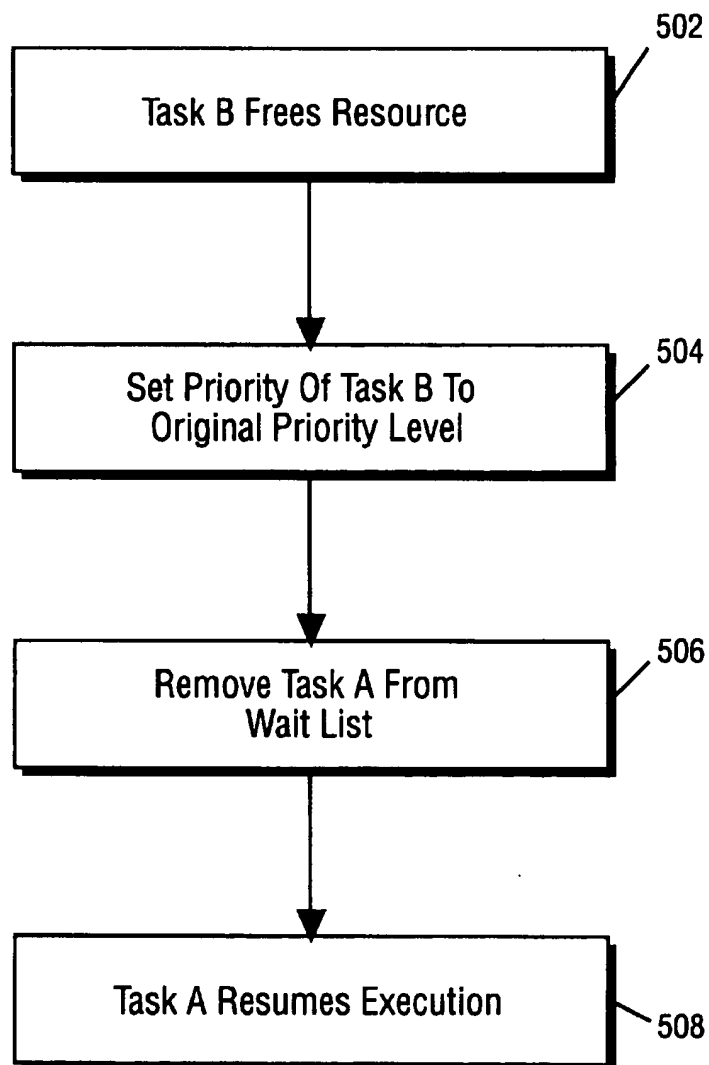 502
Task B Frees Resource
504
Set Priority Of Task B To
Original Priority Level
506
Remove Task A From
Wait List
Task A Resumes Execution
508